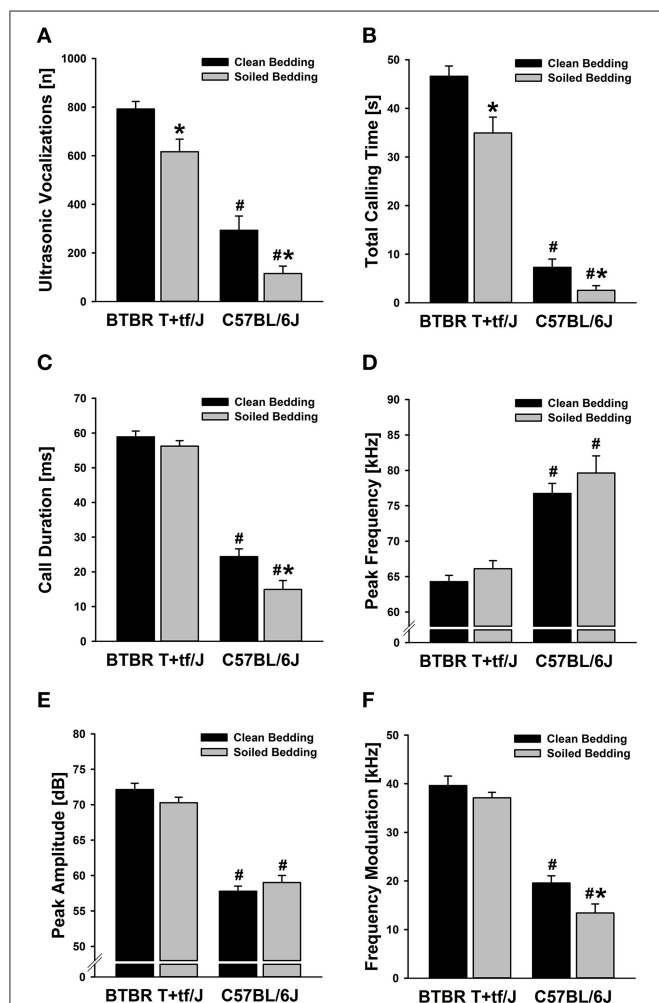 A
Ultrasonic Vocalizations [n]
1000
800
600
400
200
0
Clean Bedding
Soiled Bedding
*
#
#*
BTBR T+tf/J
C57BL/6J
B
Total Calling Time [s]
50
40
30
20
10
0
Clean Bedding
Soiled Bedding
*
#
#*
BTBR T+tf/J
C57BL/6J
C
Call Duration [ms]
70
60
50
40
30
20
10
0
Clean Bedding
Soiled Bedding
#
#*
BTBR T+tf/J
C57BL/6J
D
Peak Frequency [kHz]
90
85
80
75
70
65
60
0
Clean Bedding
Soiled Bedding
#
#
BTBR T+tf/J
C57BL/6J
E
Peak Amplitude [dB]
80
75
70
65
60
55
50
0
Clean Bedding
Soiled Bedding
#
#
BTBR T+tf/J
C57BL/6J
F
Frequency Modulation [kHz]
50
40
30
20
10
0
Clean Bedding
Soiled Bedding
#
#*
BTBR T+tf/J
C57BL/6J